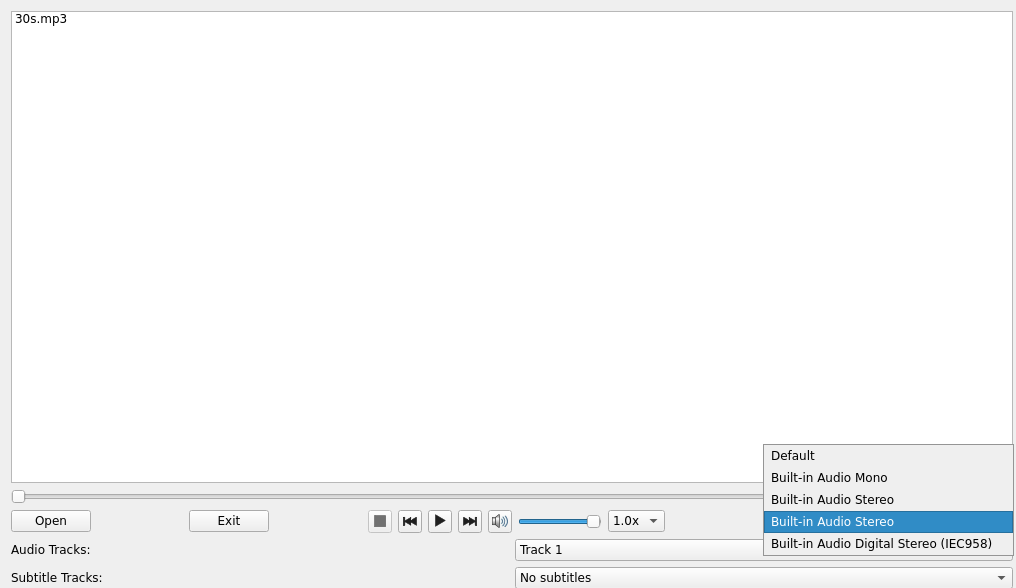 30s.mp3
Default
Built-in Audio Mono
Built-in Audio Stereo
Built-in Audio Stereo
Built-in Audio Digital Stereo (IEC958)
Open
Exit
1.0x
Audio Tracks:
Track 1
Subtitle Tracks:
No subtitles